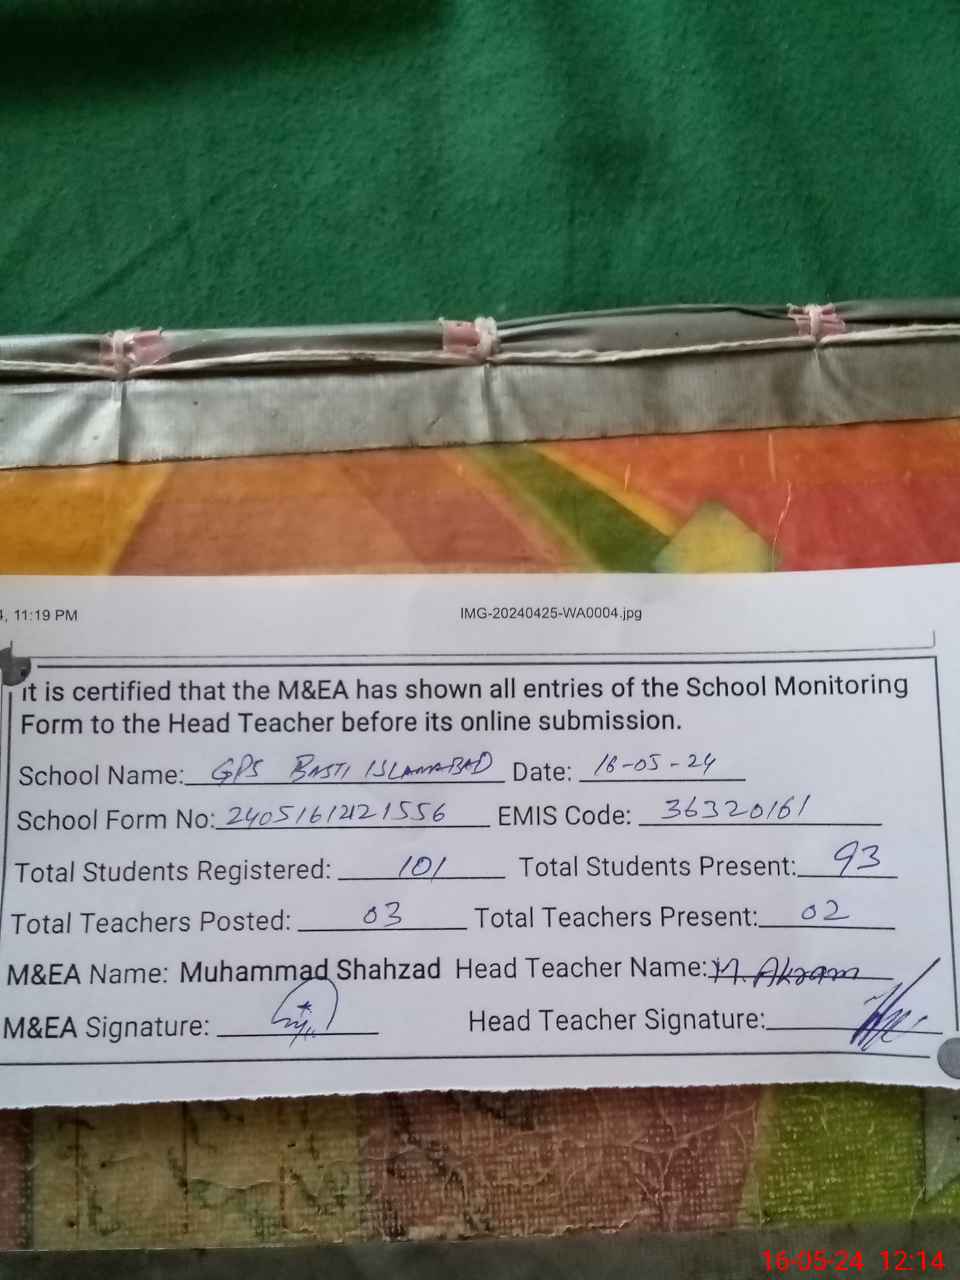 4, 11:19 PM IMG-20240425-WA0004.jpg
it is certified that the M&EA has shown all entries of the School Monitoring
Form to the Head Teacher before its online submission.
School Name: GPS BASTI ISLAMABAD Date: 16-05-24
School Form No: EMIS Code: 36320161
Total Students Registered: 101 Total Students Present: 93
Total Teachers Posted: 03 Total Teachers Present: 02
M&EA Name: Muhammad Shahzad Head Teacher Name: M. Akram
M&EA Signature: Head Teacher Signature:
16-05-24 12:14